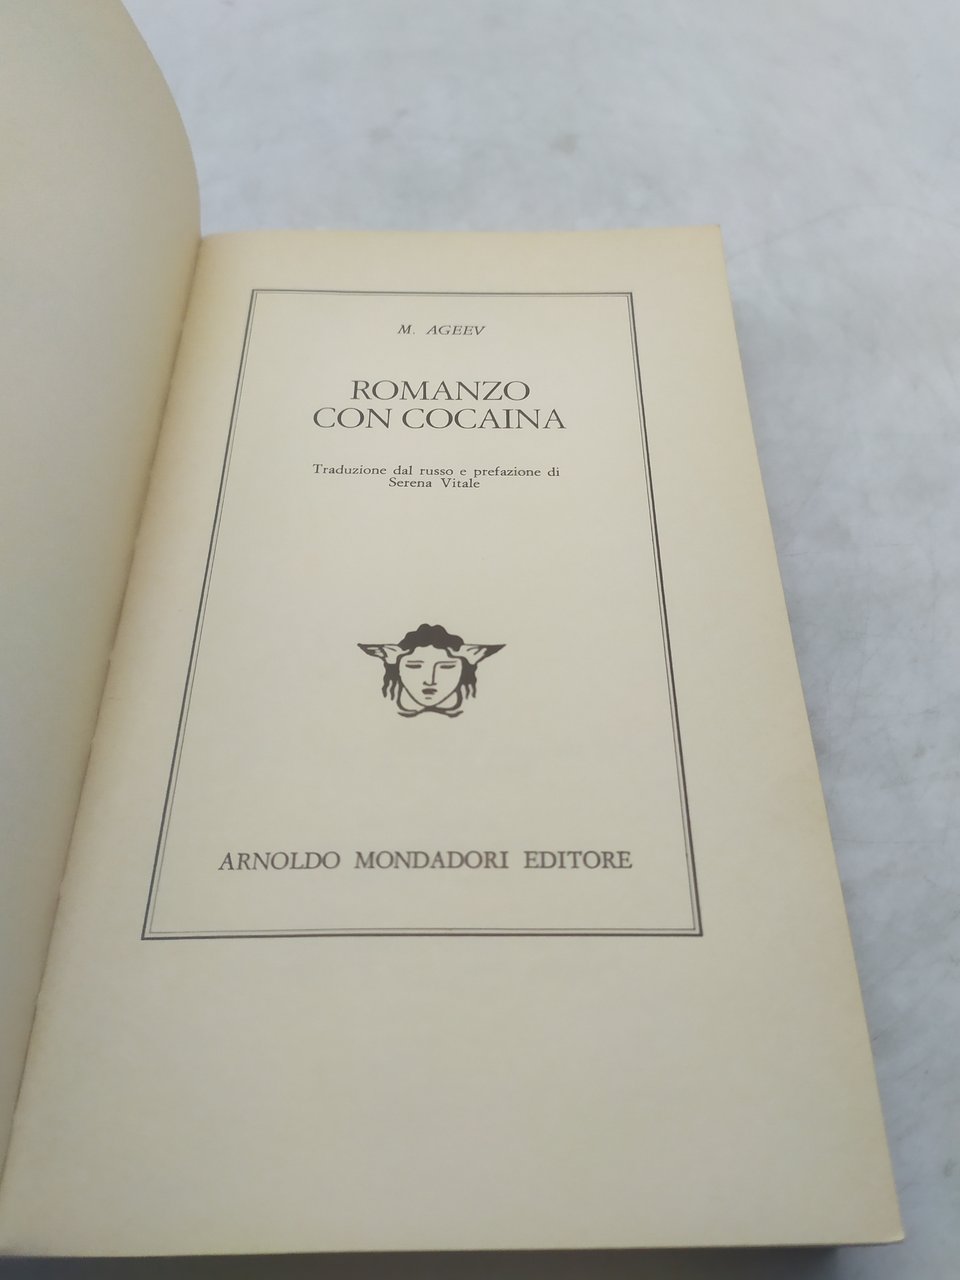 M. AGEEV
ROMANZO
CON COCAINA
Traduzione dal russo e prefazione di
Serena Vitale
ARNOLDO MONDADORI EDITORE